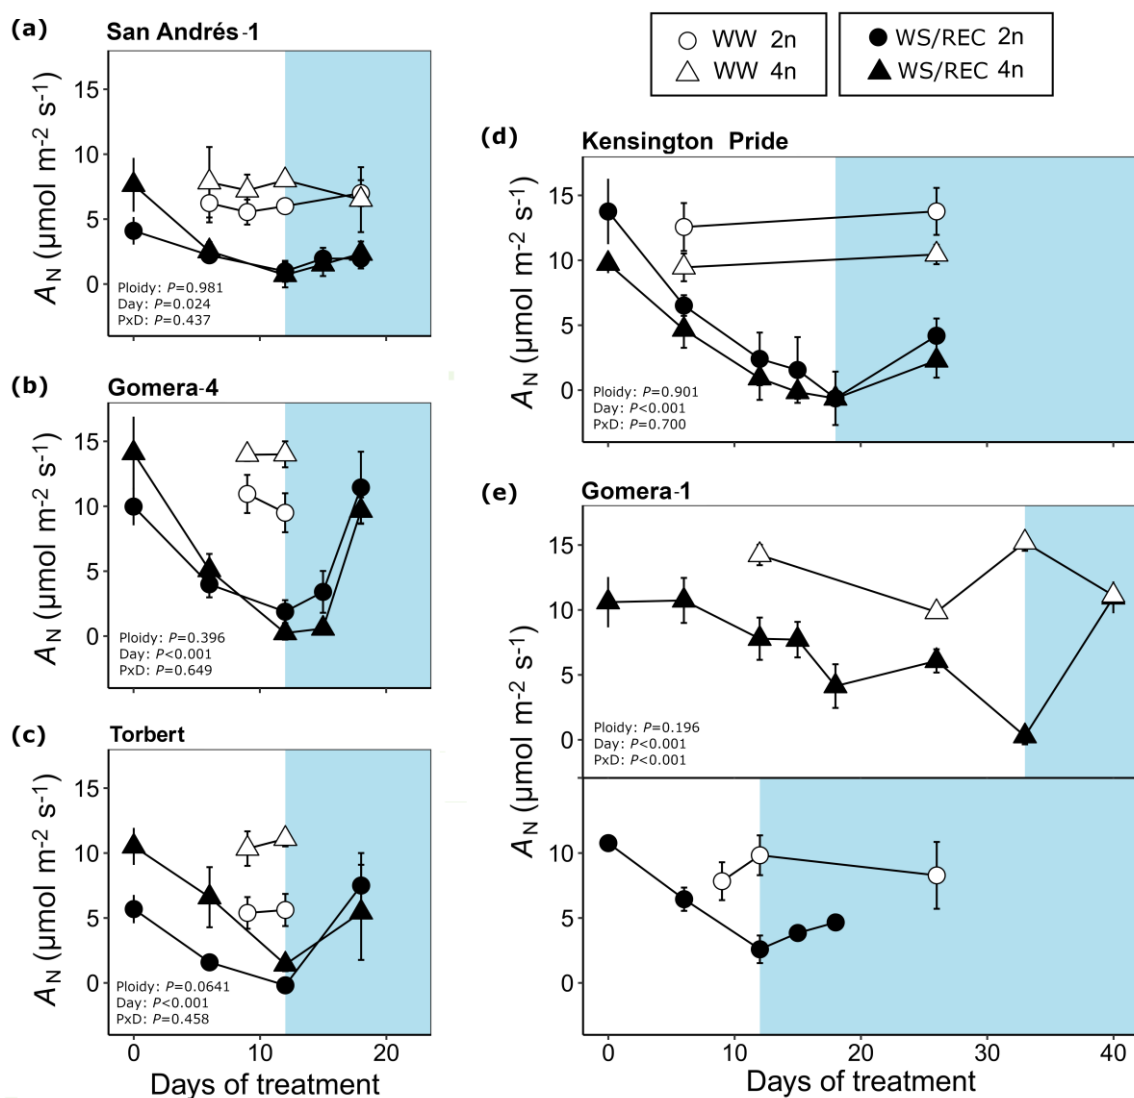 (a) San Andrés-1
A_N (µmol m⁻² s⁻¹)
15
10
5
0
Ploidy: P=0.981
Day: P=0.024
PxD: P=0.437
(b) Gomera-4
A_N (µmol m⁻² s⁻¹)
15
10
5
0
Ploidy: P=0.396
Day: P<0.001
PxD: P=0.649
(c) Torbert
A_N (µmol m⁻² s⁻¹)
15
10
5
0
Ploidy: P=0.0641
Day: P<0.001
PxD: P=0.458
0 10 20
Days of treatment
WW 2n
WW 4n
WS/REC 2n
WS/REC 4n
(d) Kensington Pride
A_N (µmol m⁻² s⁻¹)
15
10
5
0
Ploidy: P=0.901
Day: P<0.001
PxD: P=0.700
(e) Gomera-1
A_N (µmol m⁻² s⁻¹)
15
10
5
0
Ploidy: P=0.196
Day: P<0.001
PxD: P<0.001
10
5
0
0 10 20 30 40
Days of treatment